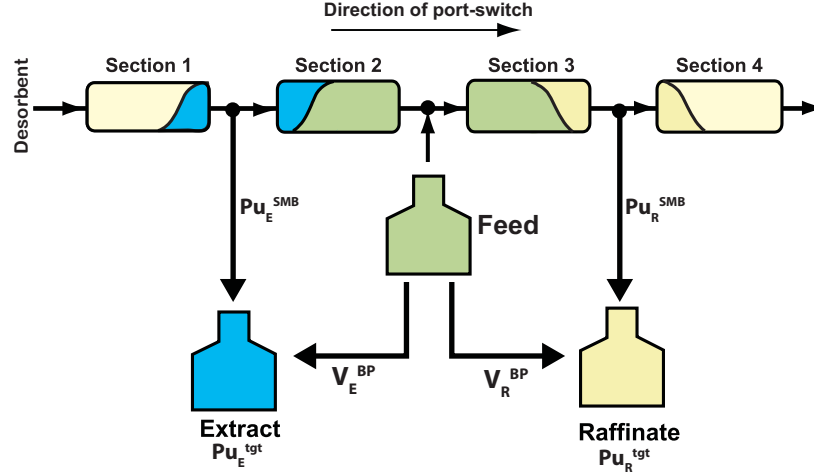 Direction of port-switch
Section 1
Section 2
Section 3
Section 4
Desorbent
Pu_E^SMB
Pu_R^SMB
Feed
V_E^BP
V_R^BP
Extract
Pu_E^tgt
Raffinate
Pu_R^tgt